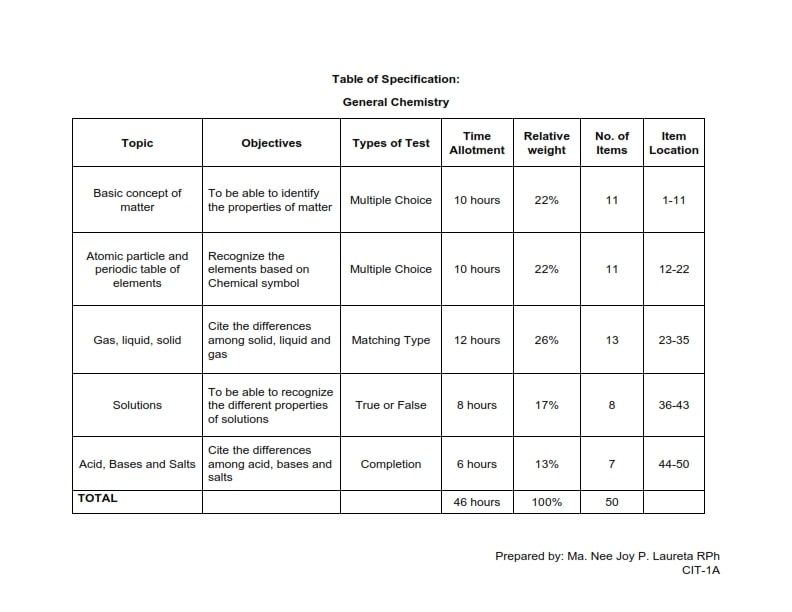 Table of Specification:
General Chemistry
Topic Objectives Types of Test Time Allotment Relative weight No. of Items Item Location
Basic concept of matter To be able to identify the properties of matter Multiple Choice 10 hours 22% 11 1-11
Atomic particle and periodic table of elements Recognize the elements based on Chemical symbol Multiple Choice 10 hours 22% 11 12-22
Gas, liquid, solid Cite the differences among solid, liquid and gas Matching Type 12 hours 26% 13 23-35
Solutions To be able to recognize the different properties of solutions True or False 8 hours 17% 8 36-43
Acid, Bases and Salts Cite the differences among acid, bases and salts Completion 6 hours 13% 7 44-50
TOTAL 46 hours 100% 50
Prepared by: Ma. Nee Joy P. Laureta RPh
CIT-1A